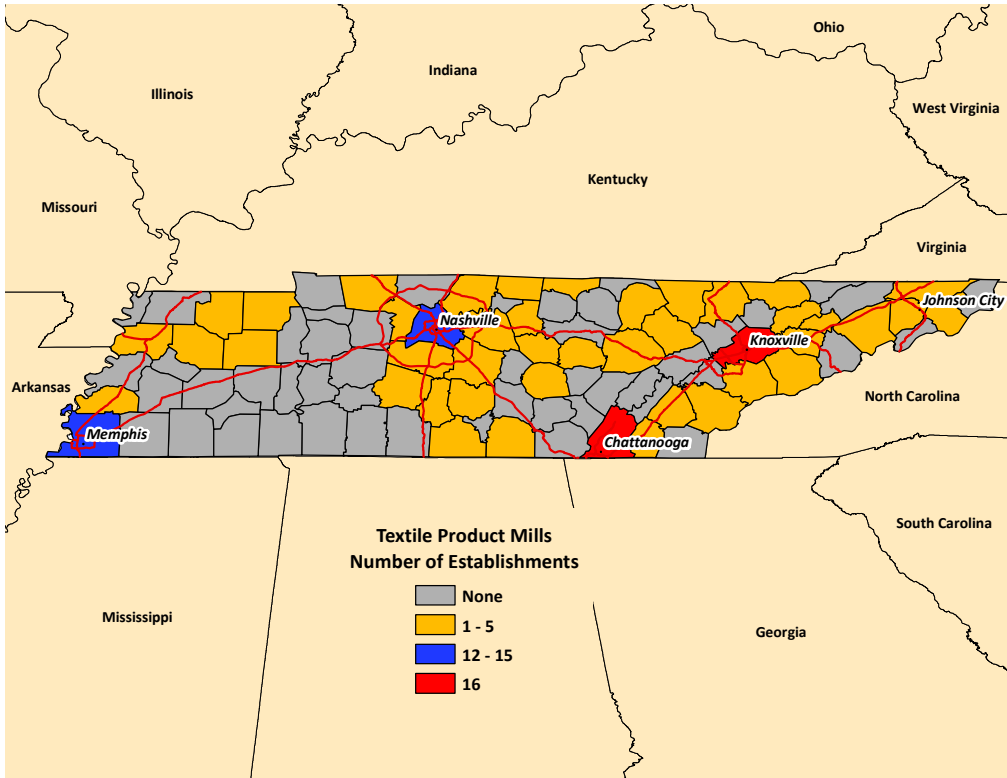 Ohio
Indiana
Illinois
West Virginia
Kentucky
Missouri
Virginia
Johnson City
Nashville
Knoxville
Arkansas
North Carolina
Memphis
Chattanooga
South Carolina
Textile Product Mills
Number of Establishments
None
1 - 5
12 - 15
16
Mississippi
Georgia